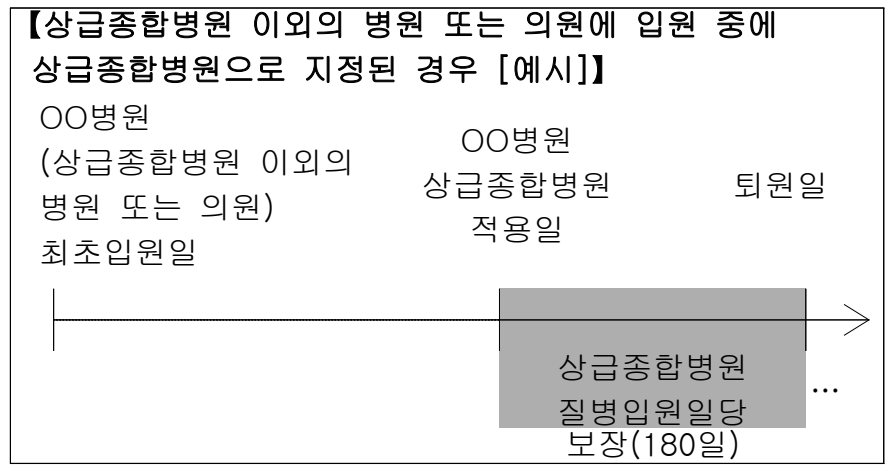 【상급종합병원 이외의 병원 또는 의원에 입원 중에
상급종합병원으로 지정된 경우 [예시]】
OO병원
(상급종합병원 이외의
병원 또는 의원)
최초입원일
OO병원
상급종합병원
적용일
퇴원일
상급종합병원
질병입원일당
보장(180일)
...